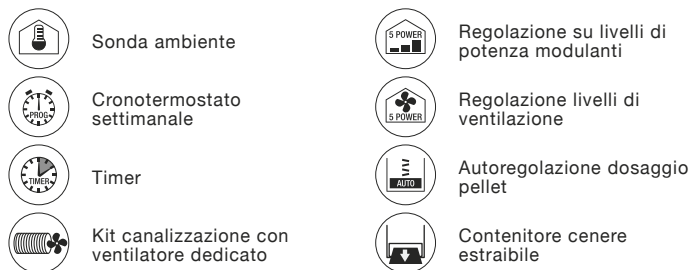 Sonda ambiente
PROG.
Cronotermostato
settimanale
TIMER
Timer
Kit canalizzazione con
ventilatore dedicato
5 POWER
Regolazione su livelli di
potenza modulanti
5 POWER
Regolazione livelli di
ventilazione
AUTO
Autoregolazione dosaggio
pellet
Contenitore cenere
estraibile